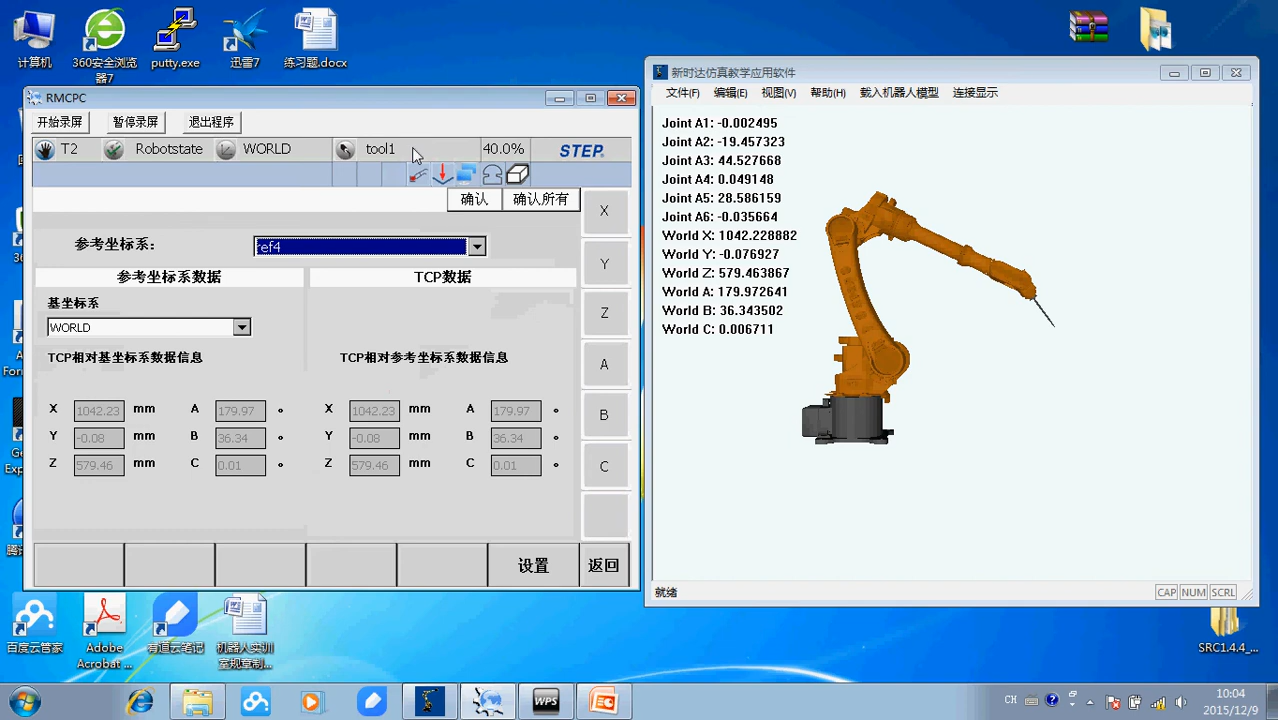 计算机
360安全浏览
器7
putty.exe
迅雷7
练习题.docx
RMCPC
开始录屏
暂停录屏
退出程序
T2
Robotstate
WORLD
tool1
40.0%
STEP
确认
确认所有
参考坐标系：
ref4
参考坐标系数据
TCP数据
基坐标系
WORLD
TCP相对基坐标系数据信息
TCP相对参考坐标系数据信息
X 1042.23 mm A 179.97 °
Y -0.08 mm B 36.34 °
Z 579.46 mm C 0.01 °
X 1042.23 mm A 179.97 °
Y -0.08 mm B 36.34 °
Z 579.46 mm C 0.01 °
X
Y
Z
A
B
C
设置
返回
新时达仿真教学应用软件
文件(F) 编辑(E) 视图(V) 帮助(H) 载入机器人模型 连接显示
Joint A1: -0.002495
Joint A2: -19.457323
Joint A3: 44.527668
Joint A4: 0.049148
Joint A5: 28.586159
Joint A6: -0.035664
World X: 1042.228882
World Y: -0.076927
World Z: 579.463867
World A: 179.972641
World B: 36.343502
World C: 0.006711
就绪
CAP NUM SCRL
百度云管家
Adobe
Acrobat ...
有道云笔记
机器人实训
室规章制...
SRC1.4.4_...
WPS
CH
10:04
2015/12/9